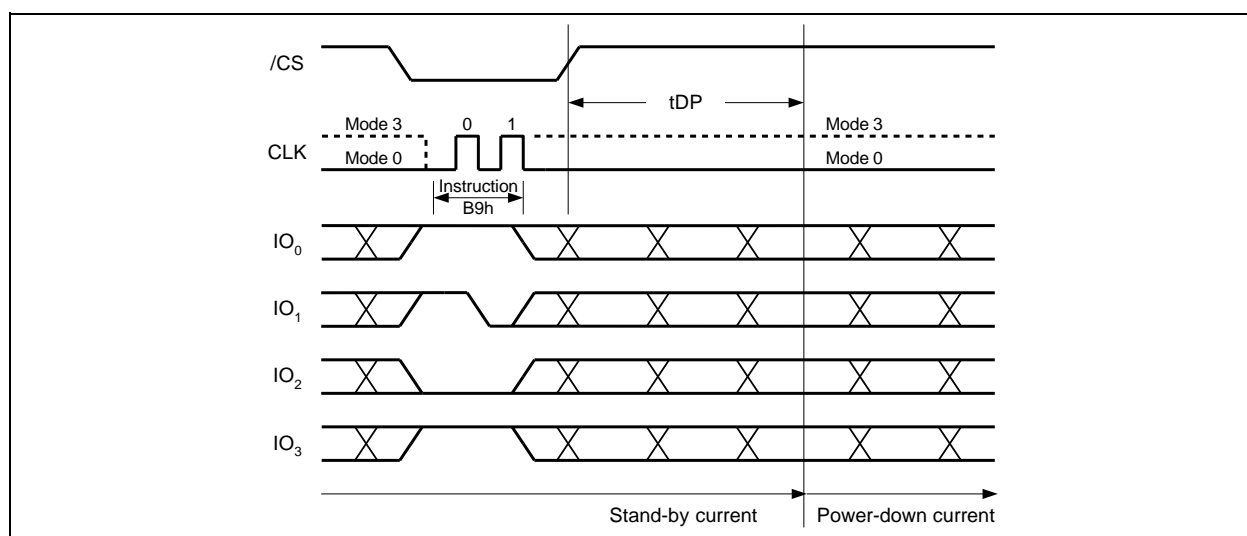 /CS
tDP
Mode 3 0 1 Mode 3
CLK
Mode 0 Mode 0
Instruction
B9h
IO0
IO1
IO2
IO3
Stand-by current Power-down current